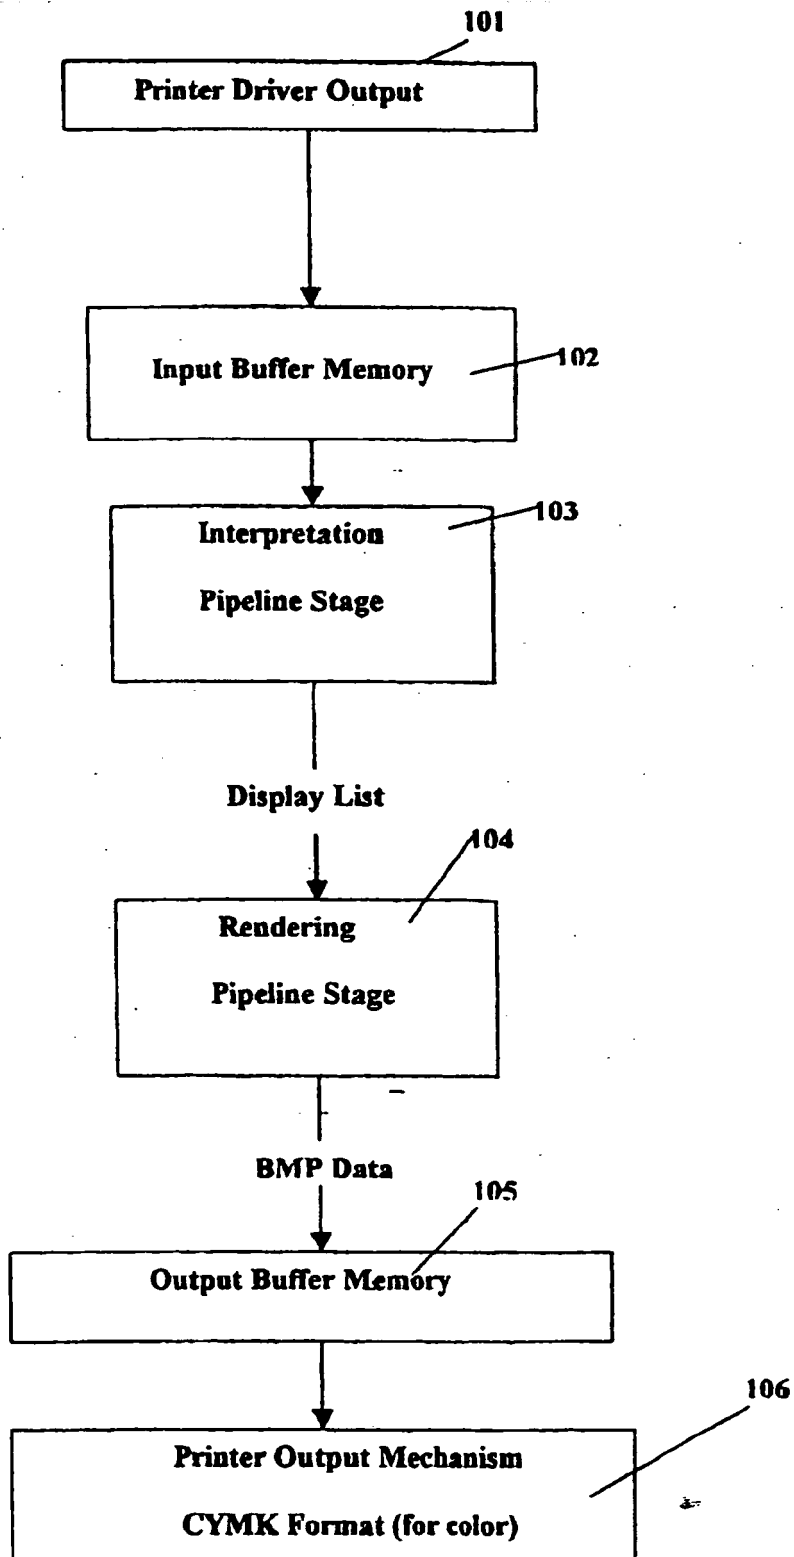 101
Printer Driver Output
Input Buffer Memory
102
Interpretation
103
Pipeline Stage
Display List
104
Rendering
Pipeline Stage
BMP Data
105
Output Buffer Memory
106
Printer Output Mechanism
CYMK Format (for color)